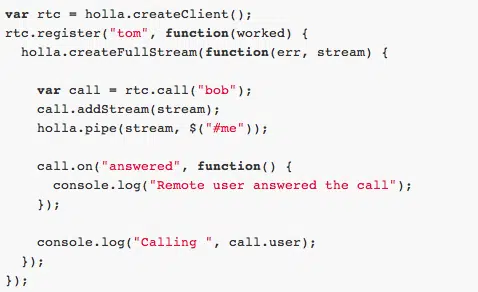 var rtc = holla.createClient();
rtc.register("tom", function(worked) {
  holla.createFullStream(function(err, stream) {

    var call = rtc.call("bob");
    call.addStream(stream);
    holla.pipe(stream, $("#me"));

    call.on("answered", function() {
      console.log("Remote user answered the call");
    });

    console.log("Calling ", call.user);
  });
});